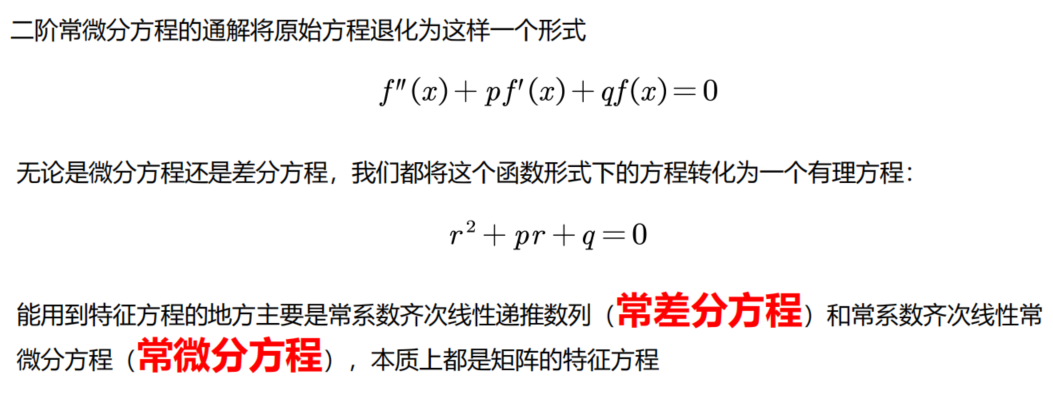 二阶常微分方程的通解将原始方程退化为这样一个形式
f″(x)+pf′(x)+qf(x)=0
无论是微分方程还是差分方程，我们都将这个函数形式下的方程转化为一个有理方程：
r²+pr+q=0
能用到特征方程的地方主要是常系数齐次线性递推数列（常差分方程）和常系数齐次线性常
微分方程（常微分方程），本质上都是矩阵的特征方程